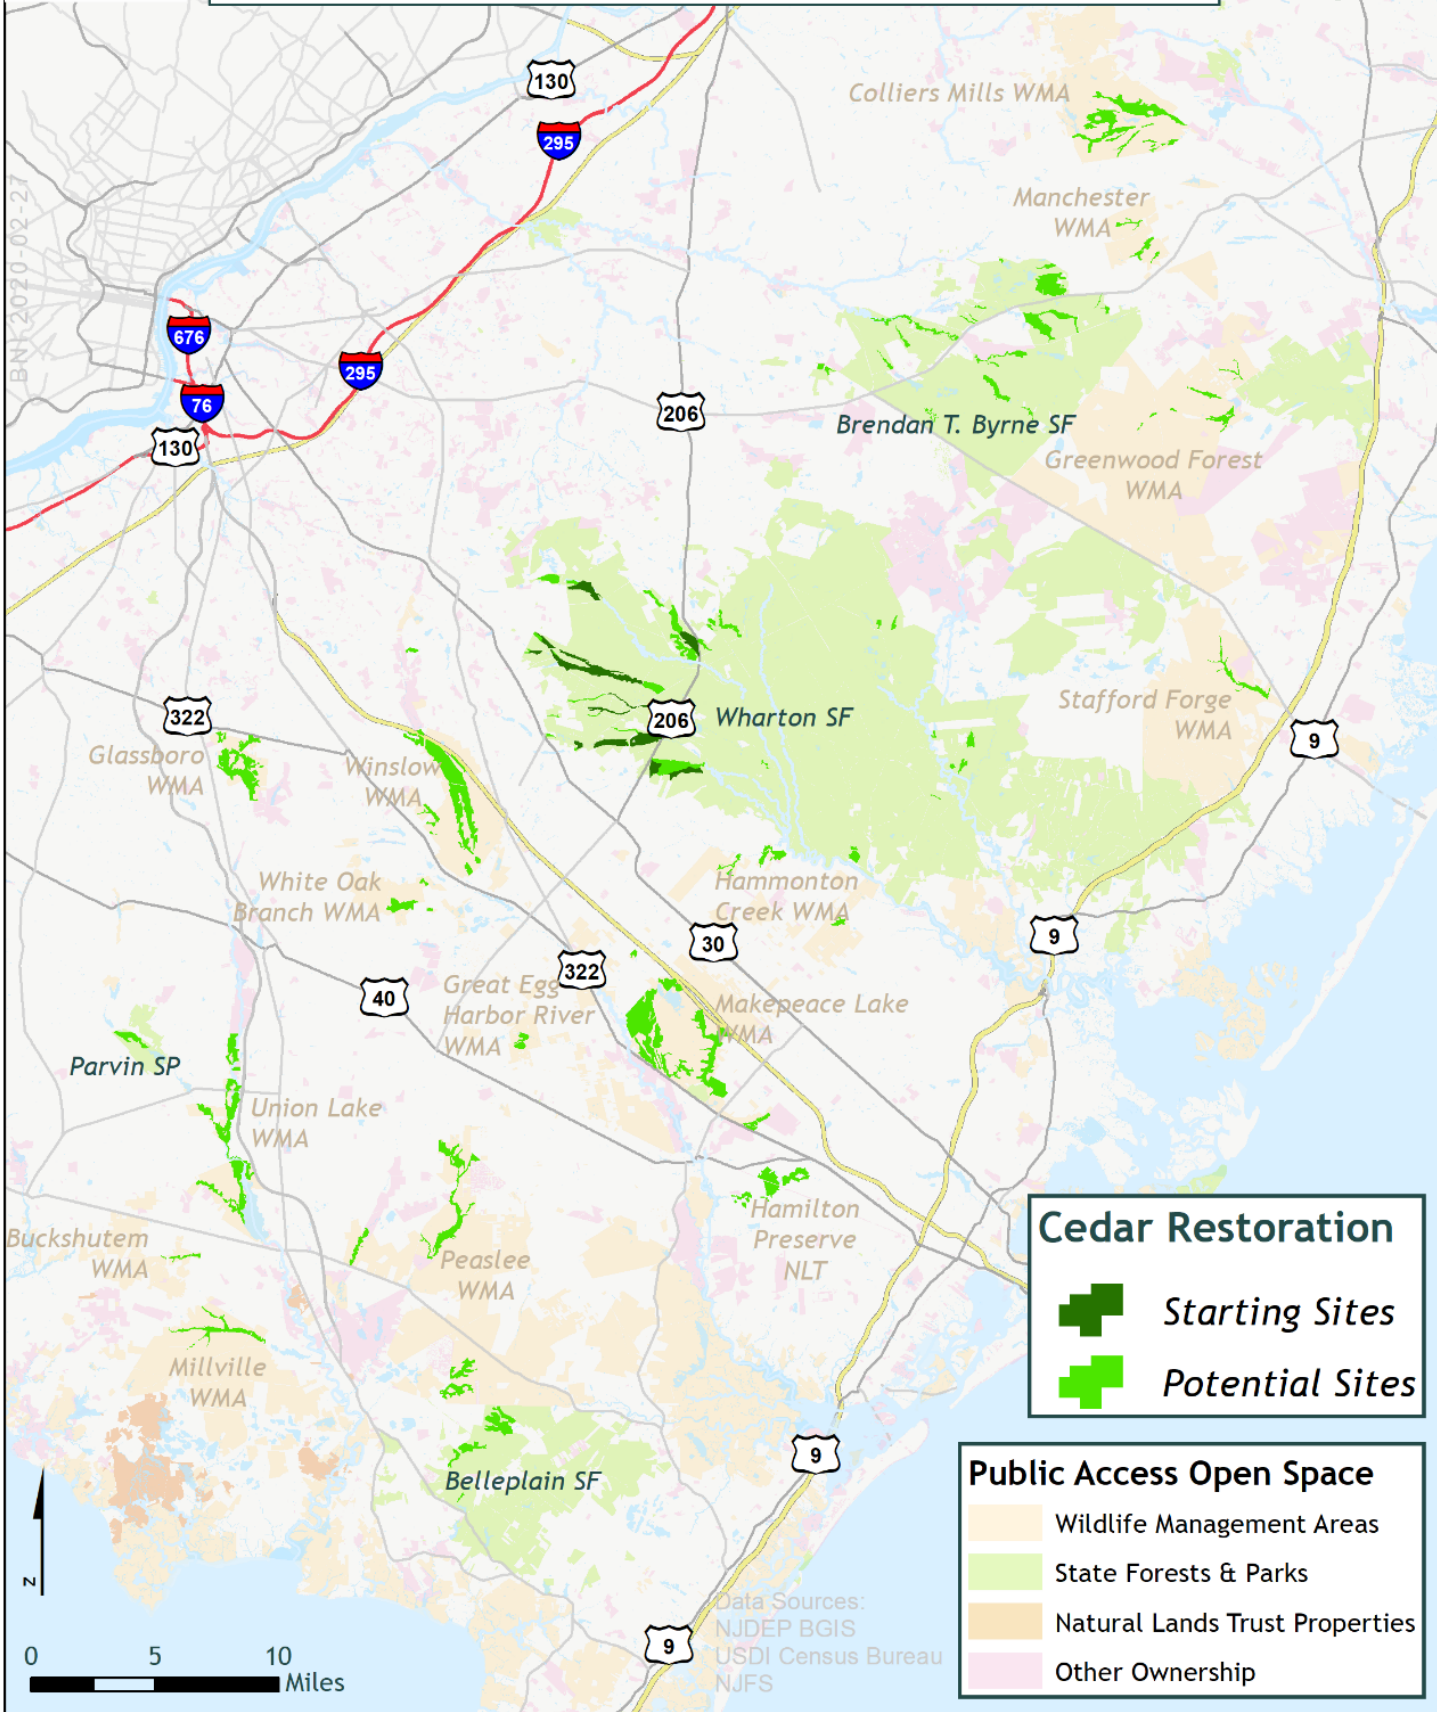 130
295
Colliers Mills WMA
Manchester
WMA
BNK2020-02-27
676
295
76
130
206
Brendan T. Byrne SF
Greenwood Forest
WMA
322
206
Wharton SF
Stafford Forge
WMA
9
Glassboro
WMA
Winslow
WMA
White Oak
Branch WMA
Hammonton
Creek WMA
30
9
322
40
Great Egg
Harbor River
WMA
Makepeace Lake
WMA
Parvin SP
Union Lake
WMA
Hamilton
Preserve
NLT
Buckshutem
WMA
Peaslee
WMA
Millville
WMA
Belleplain SF
9
9
Cedar Restoration
Starting Sites
Potential Sites
Public Access Open Space
Wildlife Management Areas
State Forests & Parks
Natural Lands Trust Properties
Other Ownership
N
0 5 10
Miles
Data Sources:
NJDEP BGIS
USDI Census Bureau
NJFS